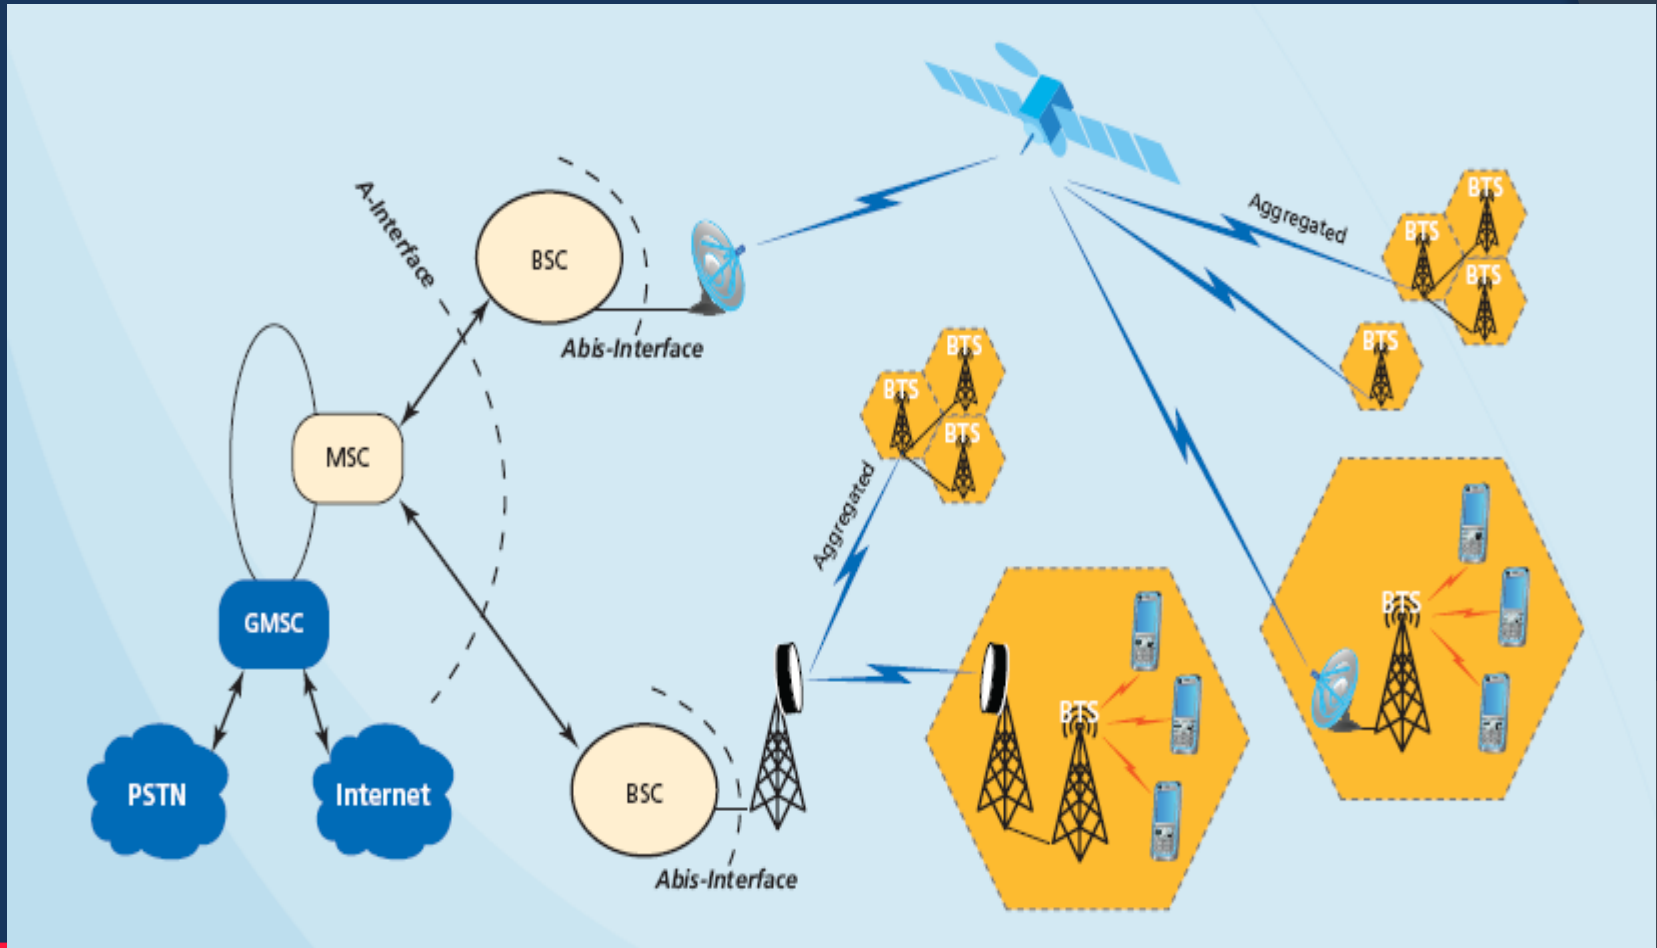 A-Interface
BSC
Abis-Interface
MSC
GMSC
PSTN
Internet
BSC
Abis-Interface
Aggregated
BTS
BTS
BTS
Aggregated
BTS
BTS
BTS
BTS
BTS
BTS